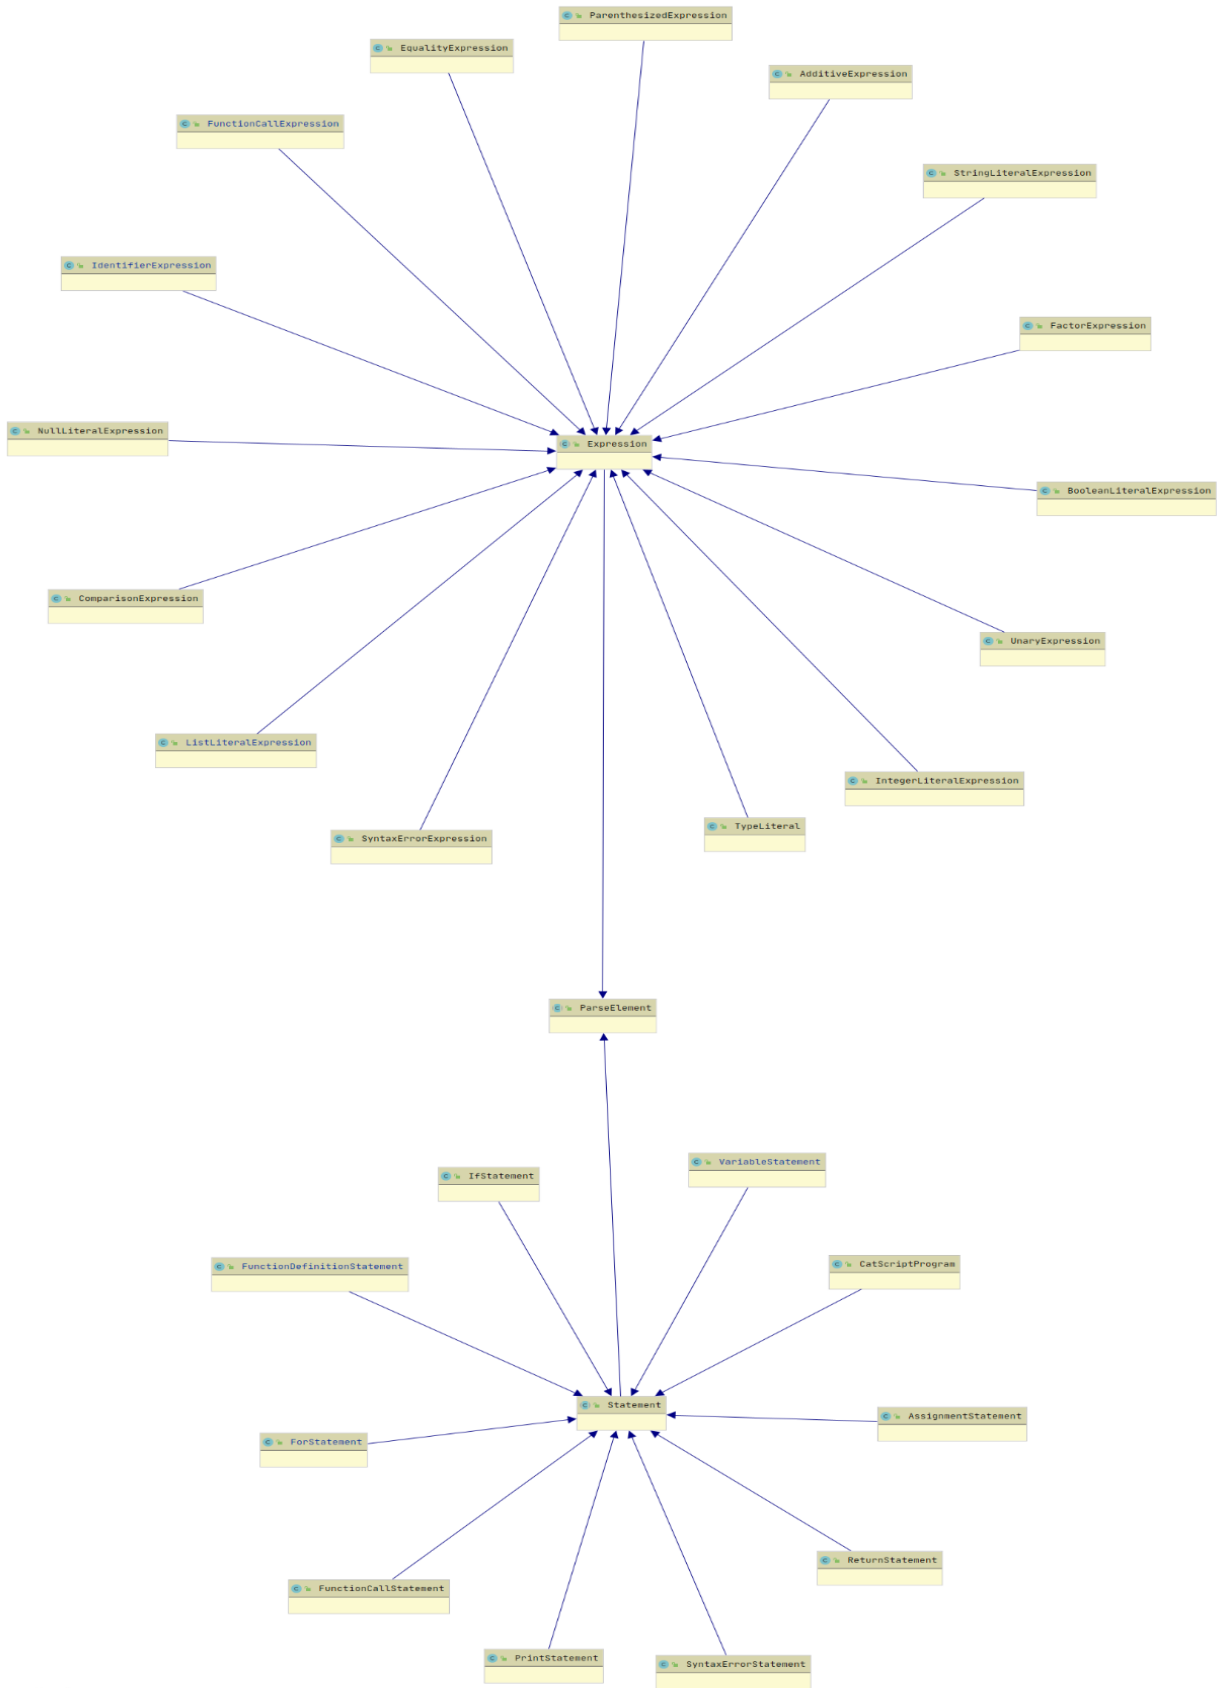 ParenthesizedExpression
EqualityExpression
AdditiveExpression
FunctionCallExpression
StringLiteralExpression
IdentifierExpression
FactorExpression
NullLiteralExpression
Expression
BooleanLiteralExpression
ComparisonExpression
UnaryExpression
ListLiteralExpression
IntegerLiteralExpression
TypeLiteral
SyntaxErrorExpression
ParseElement
VariableStatement
IfStatement
CatScriptProgram
FunctionDefinitionStatement
Statement
AssignmentStatement
ForStatement
ReturnStatement
FunctionCallStatement
PrintStatement
SyntaxErrorStatement